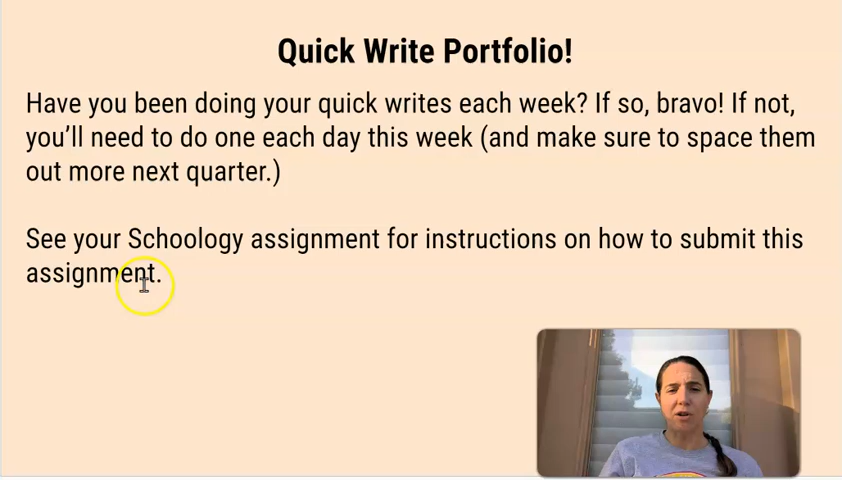 Quick Write Portfolio!
Have you been doing your quick writes each week? If so, bravo! If not,
you’ll need to do one each day this week (and make sure to space them
out more next quarter.)
See your Schoology assignment for instructions on how to submit this
assignment.